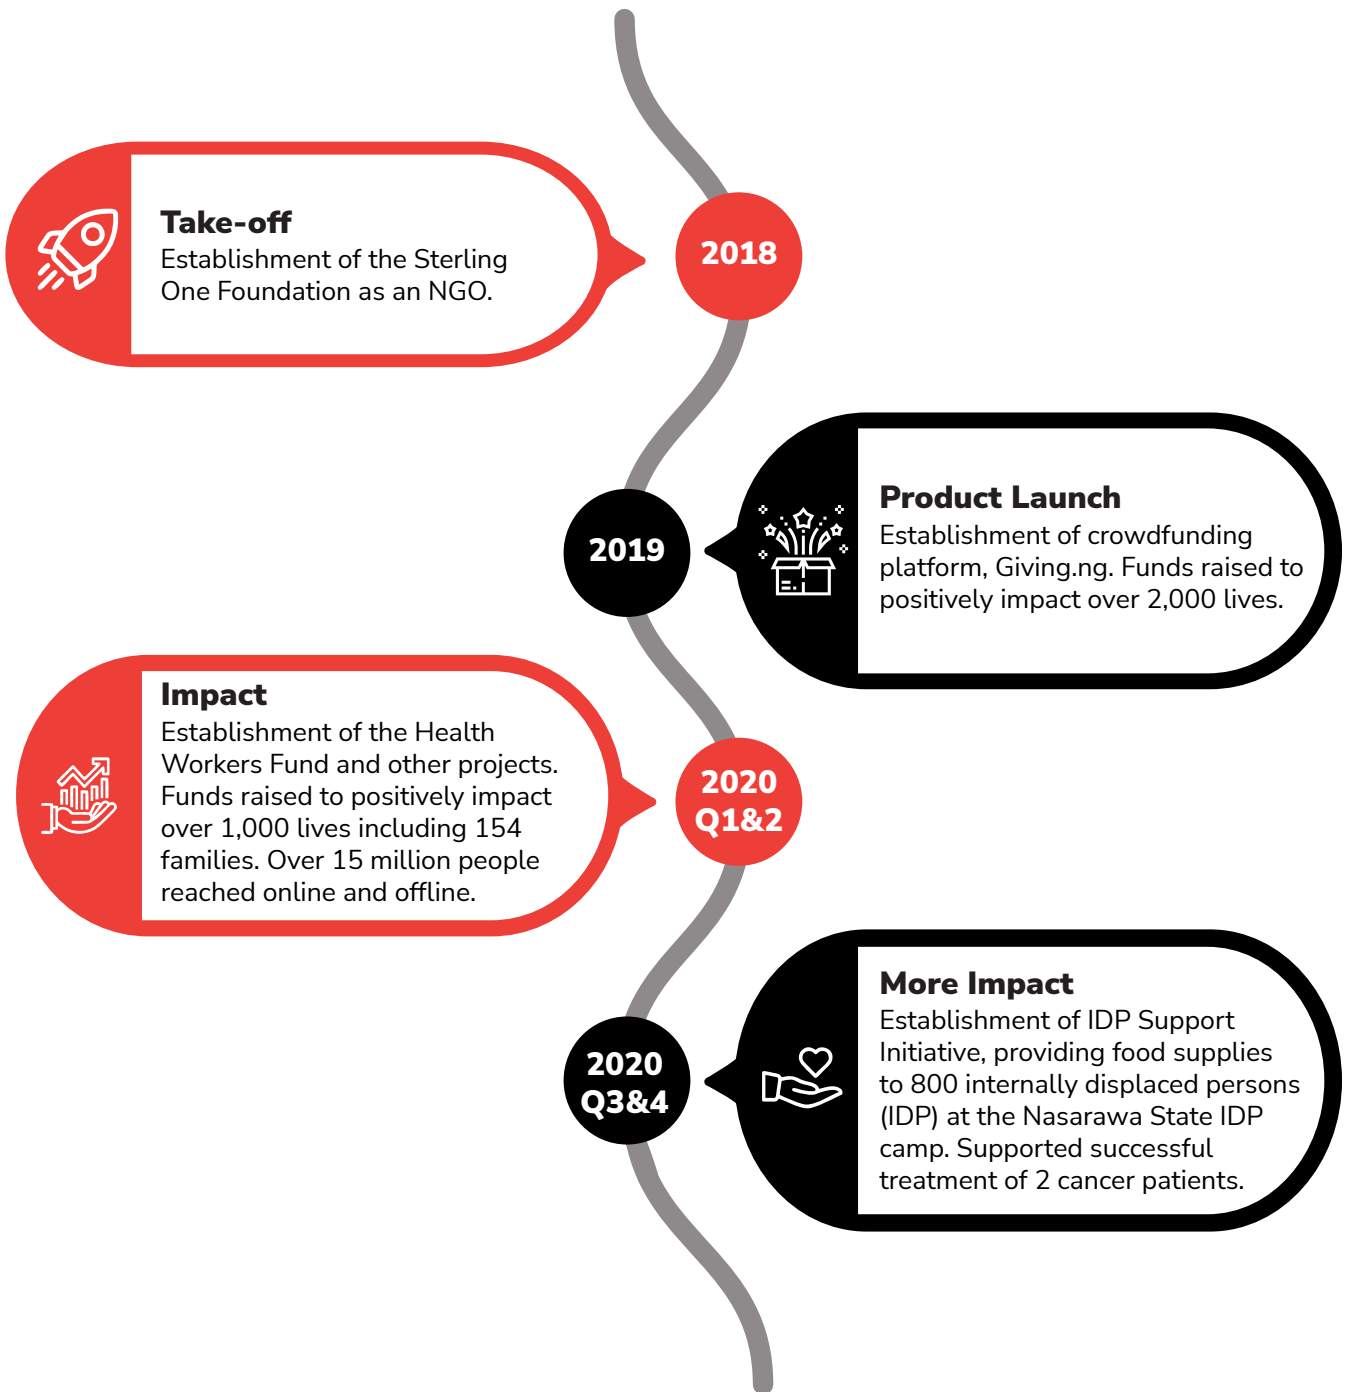 Take-off
Establishment of the Sterling
One Foundation as an NGO.
2018
2019
Product Launch
Establishment of crowdfunding
platform, Giving.ng. Funds raised to
positively impact over 2,000 lives.
Impact
Establishment of the Health
Workers Fund and other projects.
Funds raised to positively impact
over 1,000 lives including 154
families. Over 15 million people
reached online and offline.
2020
Q1&2
2020
Q3&4
More Impact
Establishment of IDP Support
Initiative, providing food supplies
to 800 internally displaced persons
(IDP) at the Nasarawa State IDP
camp. Supported successful
treatment of 2 cancer patients.